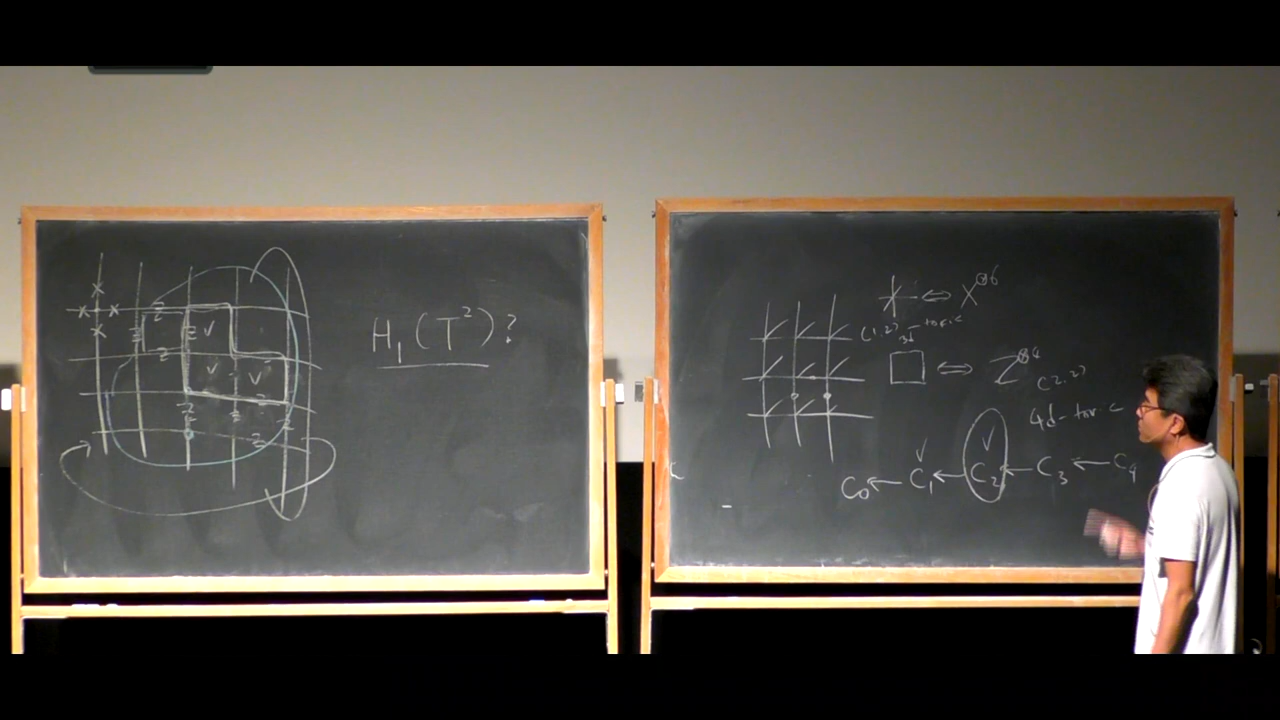 x
x x
x
z
z v
z
v v
z
z z
z z
H₁(T²)?
⇔ X^⊗6
(1,2) 3d-toric
□ ⇔ Z^⊗4
(2,2)
4d-toric
✓ v
C₀ ← C₁ ← C₂ ← C₃ ← C₄